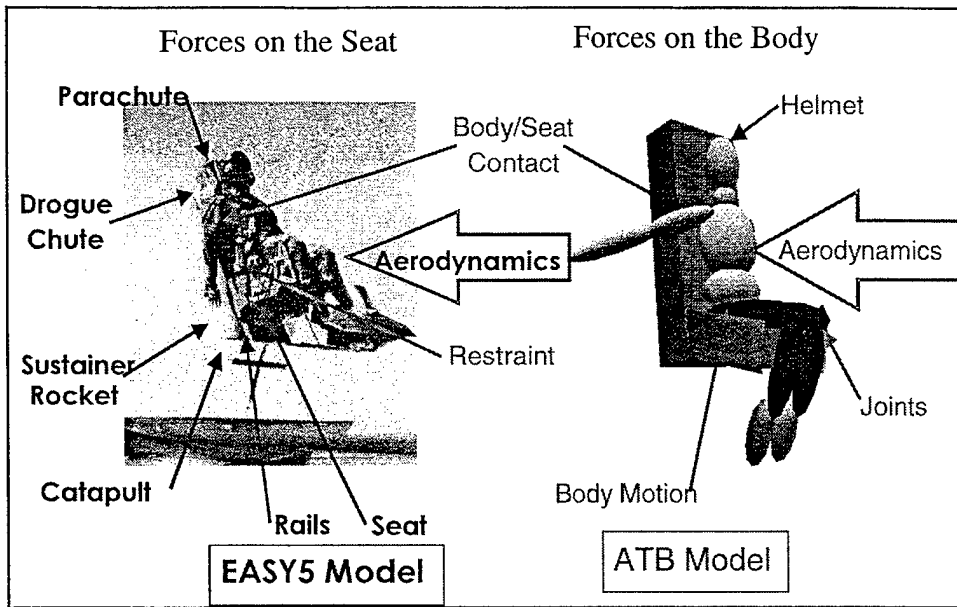 Forces on the Seat
Forces on the Body
Parachute
Helmet
Body/Seat
Contact
Drogue
Chute
Aerodynamics
Aerodynamics
Sustainer
Rocket
Restraint
Joints
Catapult
Rails
Seat
Body Motion
EASY5 Model
ATB Model